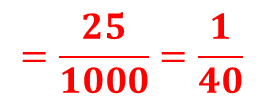 = 25/1000 = 1/40